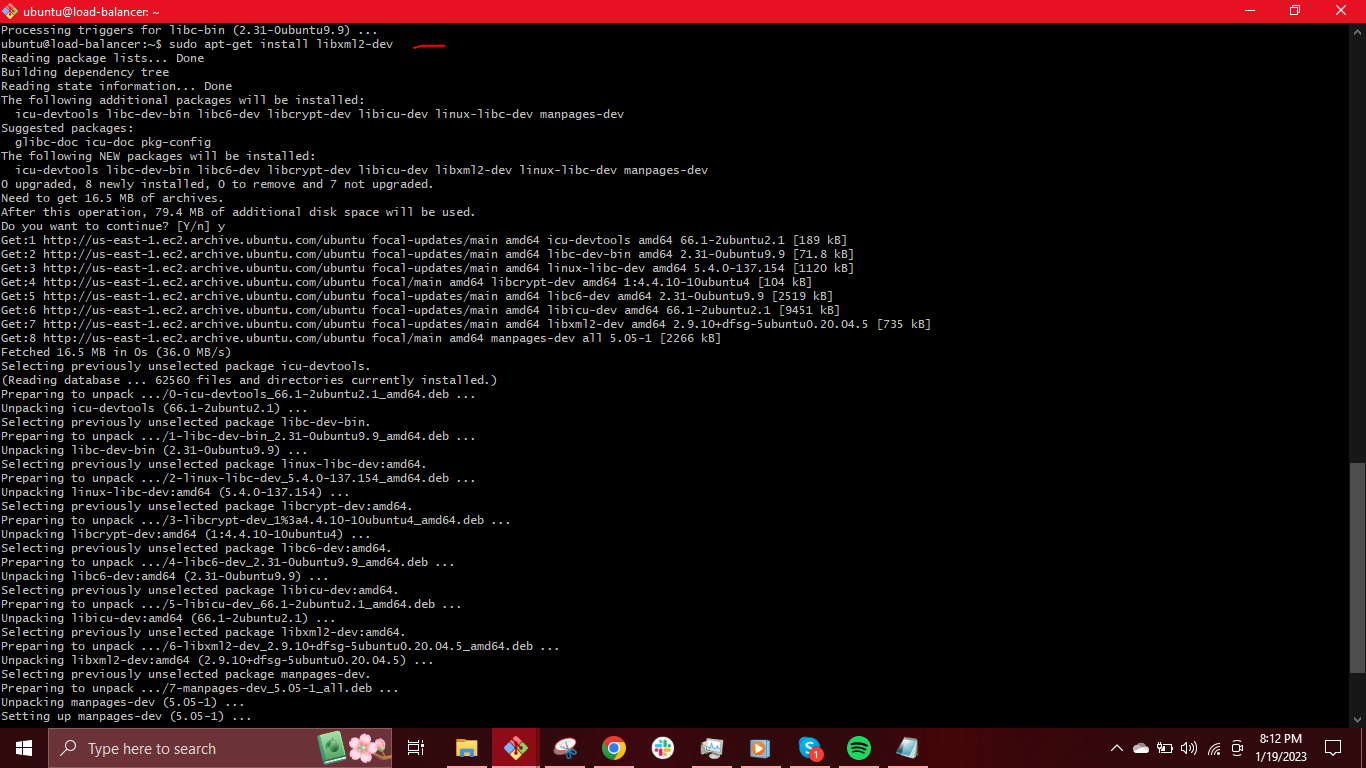 ubuntu@load-balancer: ~
Processing triggers for libc-bin (2.31-0ubuntu9.9) ...
ubuntu@load-balancer:~$ sudo apt-get install libxml2-dev
Reading package lists... Done
Building dependency tree
Reading state information... Done
The following additional packages will be installed:
  icu-devtools libc-dev-bin libc6-dev libcrypt-dev libicu-dev linux-libc-dev manpages-dev
Suggested packages:
  glibc-doc icu-doc pkg-config
The following NEW packages will be installed:
  icu-devtools libc-dev-bin libc6-dev libcrypt-dev libicu-dev libxml2-dev linux-libc-dev manpages-dev
0 upgraded, 8 newly installed, 0 to remove and 7 not upgraded.
Need to get 16.5 MB of archives.
After this operation, 79.4 MB of additional disk space will be used.
Do you want to continue? [Y/n] y
Get:1 http://us-east-1.ec2.archive.ubuntu.com/ubuntu focal-updates/main amd64 icu-devtools amd64 66.1-2ubuntu2.1 [189 kB]
Get:2 http://us-east-1.ec2.archive.ubuntu.com/ubuntu focal-updates/main amd64 libc-dev-bin amd64 2.31-0ubuntu9.9 [71.8 kB]
Get:3 http://us-east-1.ec2.archive.ubuntu.com/ubuntu focal-updates/main amd64 linux-libc-dev amd64 5.4.0-137.154 [1120 kB]
Get:4 http://us-east-1.ec2.archive.ubuntu.com/ubuntu focal/main amd64 libcrypt-dev amd64 1:4.4.10-10ubuntu4 [104 kB]
Get:5 http://us-east-1.ec2.archive.ubuntu.com/ubuntu focal-updates/main amd64 libc6-dev amd64 2.31-0ubuntu9.9 [2519 kB]
Get:6 http://us-east-1.ec2.archive.ubuntu.com/ubuntu focal-updates/main amd64 libicu-dev amd64 66.1-2ubuntu2.1 [9451 kB]
Get:7 http://us-east-1.ec2.archive.ubuntu.com/ubuntu focal-updates/main amd64 libxml2-dev amd64 2.9.10+dfsg-5ubuntu0.20.04.5 [735 kB]
Get:8 http://us-east-1.ec2.archive.ubuntu.com/ubuntu focal/main amd64 manpages-dev all 5.05-1 [2266 kB]
Fetched 16.5 MB in 0s (36.0 MB/s)
Selecting previously unselected package icu-devtools.
(Reading database ... 62560 files and directories currently installed.)
Preparing to unpack .../0-icu-devtools_66.1-2ubuntu2.1_amd64.deb ...
Unpacking icu-devtools (66.1-2ubuntu2.1) ...
Selecting previously unselected package libc-dev-bin.
Preparing to unpack .../1-libc-dev-bin_2.31-0ubuntu9.9_amd64.deb ...
Unpacking libc-dev-bin (2.31-0ubuntu9.9) ...
Selecting previously unselected package linux-libc-dev:amd64.
Preparing to unpack .../2-linux-libc-dev_5.4.0-137.154_amd64.deb ...
Unpacking linux-libc-dev:amd64 (5.4.0-137.154) ...
Selecting previously unselected package libcrypt-dev:amd64.
Preparing to unpack .../3-libcrypt-dev_1%3a4.4.10-10ubuntu4_amd64.deb ...
Unpacking libcrypt-dev:amd64 (1:4.4.10-10ubuntu4) ...
Selecting previously unselected package libc6-dev:amd64.
Preparing to unpack .../4-libc6-dev_2.31-0ubuntu9.9_amd64.deb ...
Unpacking libc6-dev:amd64 (2.31-0ubuntu9.9) ...
Selecting previously unselected package libicu-dev:amd64.
Preparing to unpack .../5-libicu-dev_66.1-2ubuntu2.1_amd64.deb ...
Unpacking libicu-dev:amd64 (66.1-2ubuntu2.1) ...
Selecting previously unselected package libxml2-dev:amd64.
Preparing to unpack .../6-libxml2-dev_2.9.10+dfsg-5ubuntu0.20.04.5_amd64.deb ...
Unpacking libxml2-dev:amd64 (2.9.10+dfsg-5ubuntu0.20.04.5) ...
Selecting previously unselected package manpages-dev.
Preparing to unpack .../7-manpages-dev_5.05-1_all.deb ...
Unpacking manpages-dev (5.05-1) ...
Setting up manpages-dev (5.05-1) ...
Type here to search
1
8:12 PM
1/19/2023